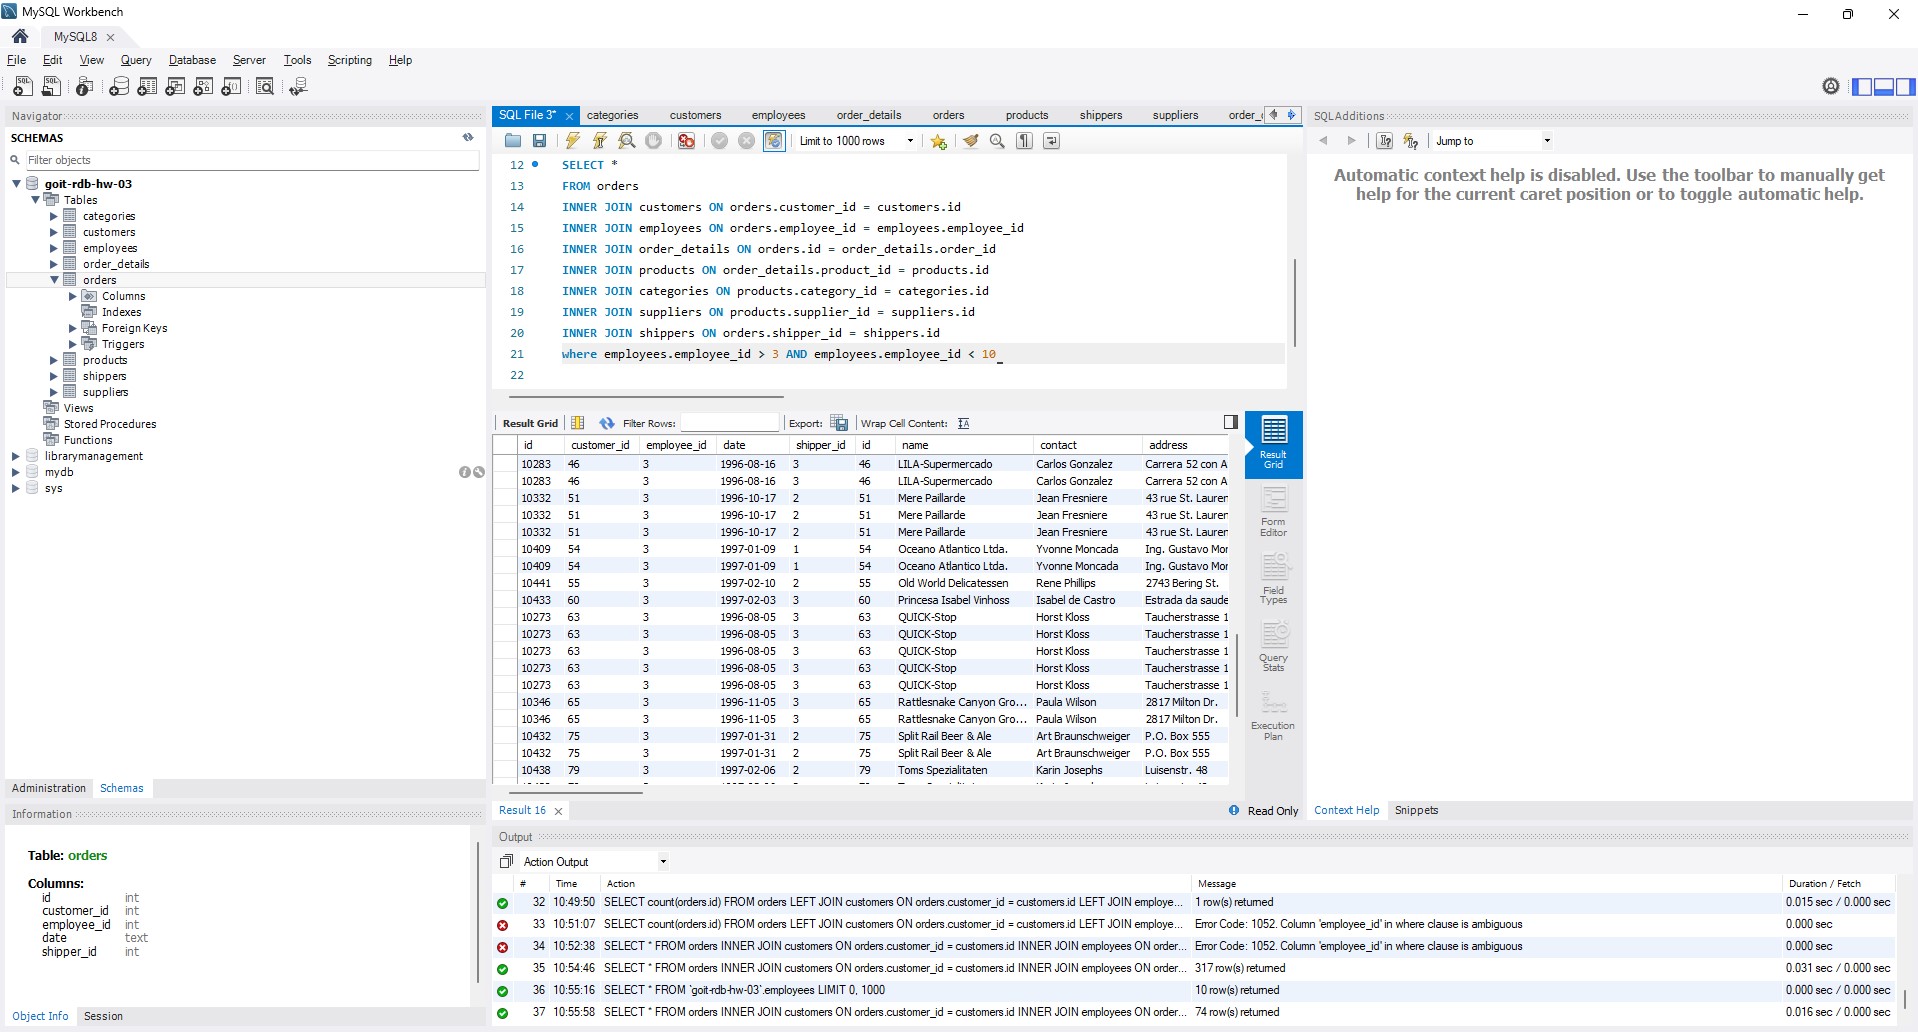 MySQL Workbench
MySQL8
File Edit View Query Database Server Tools Scripting Help
Navigator
SCHEMAS
Filter objects
goit-rdb-hw-03
Tables
categories
customers
employees
order_details
orders
Columns
Indexes
Foreign Keys
Triggers
products
shippers
suppliers
Views
Stored Procedures
Functions
librarymanagement
mydb
sys
Administration Schemas
Information
Table: orders
Columns:
id int
customer_id int
employee_id int
date text
shipper_id int
Object Info Session
SQL File 3* categories customers employees order_details orders products shippers suppliers order_
Limit to 1000 rows
12 SELECT *
13 FROM orders
14 INNER JOIN customers ON orders.customer_id = customers.id
15 INNER JOIN employees ON orders.employee_id = employees.employee_id
16 INNER JOIN order_details ON orders.id = order_details.order_id
17 INNER JOIN products ON order_details.product_id = products.id
18 INNER JOIN categories ON products.category_id = categories.id
19 INNER JOIN suppliers ON products.supplier_id = suppliers.id
20 INNER JOIN shippers ON orders.shipper_id = shippers.id
21 where employees.employee_id > 3 AND employees.employee_id < 10
22
Result Grid Filter Rows: Export: Wrap Cell Content:
id customer_id employee_id date shipper_id id name contact address
10283 46 3 1996-08-16 3 46 LILA-Supermercado Carlos Gonzalez Carrera 52 con A
10283 46 3 1996-08-16 3 46 LILA-Supermercado Carlos Gonzalez Carrera 52 con A
10332 51 3 1996-10-17 2 51 Mere Paillarde Jean Fresniere 43 rue St. Lauren
10332 51 3 1996-10-17 2 51 Mere Paillarde Jean Fresniere 43 rue St. Lauren
10332 51 3 1996-10-17 2 51 Mere Paillarde Jean Fresniere 43 rue St. Lauren
10409 54 3 1997-01-09 1 54 Oceano Atlantico Ltda. Yvonne Moncada Ing. Gustavo Mor
10409 54 3 1997-01-09 1 54 Oceano Atlantico Ltda. Yvonne Moncada Ing. Gustavo Mor
10441 55 3 1997-02-10 2 55 Old World Delicatessen Rene Phillips 2743 Bering St.
10433 60 3 1997-02-03 3 60 Princesa Isabel Vinhoss Isabel de Castro Estrada da saude
10273 63 3 1996-08-05 3 63 QUICK-Stop Horst Kloss Taucherstrasse 1
10273 63 3 1996-08-05 3 63 QUICK-Stop Horst Kloss Taucherstrasse 1
10273 63 3 1996-08-05 3 63 QUICK-Stop Horst Kloss Taucherstrasse 1
10273 63 3 1996-08-05 3 63 QUICK-Stop Horst Kloss Taucherstrasse 1
10273 63 3 1996-08-05 3 63 QUICK-Stop Horst Kloss Taucherstrasse 1
10346 65 3 1996-11-05 3 65 Rattlesnake Canyon Gro... Paula Wilson 2817 Milton Dr.
10346 65 3 1996-11-05 3 65 Rattlesnake Canyon Gro... Paula Wilson 2817 Milton Dr.
10432 75 3 1997-01-31 2 75 Split Rail Beer & Ale Art Braunschweiger P.O. Box 555
10432 75 3 1997-01-31 2 75 Split Rail Beer & Ale Art Braunschweiger P.O. Box 555
10438 79 3 1997-02-06 2 79 Toms Spezialitaten Karin Josephs Luisenstr. 48
Result Grid
Form Editor
Field Types
Query Stats
Execution Plan
Result 16 Read Only
SQLAdditions
Jump to
Automatic context help is disabled. Use the toolbar to manually get
help for the current caret position or to toggle automatic help.
Context Help Snippets
Output
Action Output
# Time Action Message Duration / Fetch
32 10:49:50 SELECT count(orders.id) FROM orders LEFT JOIN customers ON orders.customer_id = customers.id LEFT JOIN employe... 1 row(s) returned 0.015 sec / 0.000 sec
33 10:51:07 SELECT count(orders.id) FROM orders LEFT JOIN customers ON orders.customer_id = customers.id LEFT JOIN employe... Error Code: 1052. Column 'employee_id' in where clause is ambiguous 0.000 sec
34 10:52:38 SELECT * FROM orders INNER JOIN customers ON orders.customer_id = customers.id INNER JOIN employees ON order... Error Code: 1052. Column 'employee_id' in where clause is ambiguous 0.000 sec
35 10:54:46 SELECT * FROM orders INNER JOIN customers ON orders.customer_id = customers.id INNER JOIN employees ON order... 317 row(s) returned 0.031 sec / 0.000 sec
36 10:55:16 SELECT * FROM `goit-rdb-hw-03`.employees LIMIT 0, 1000 10 row(s) returned 0.000 sec / 0.000 sec
37 10:55:58 SELECT * FROM orders INNER JOIN customers ON orders.customer_id = customers.id INNER JOIN employees ON order... 74 row(s) returned 0.016 sec / 0.000 sec